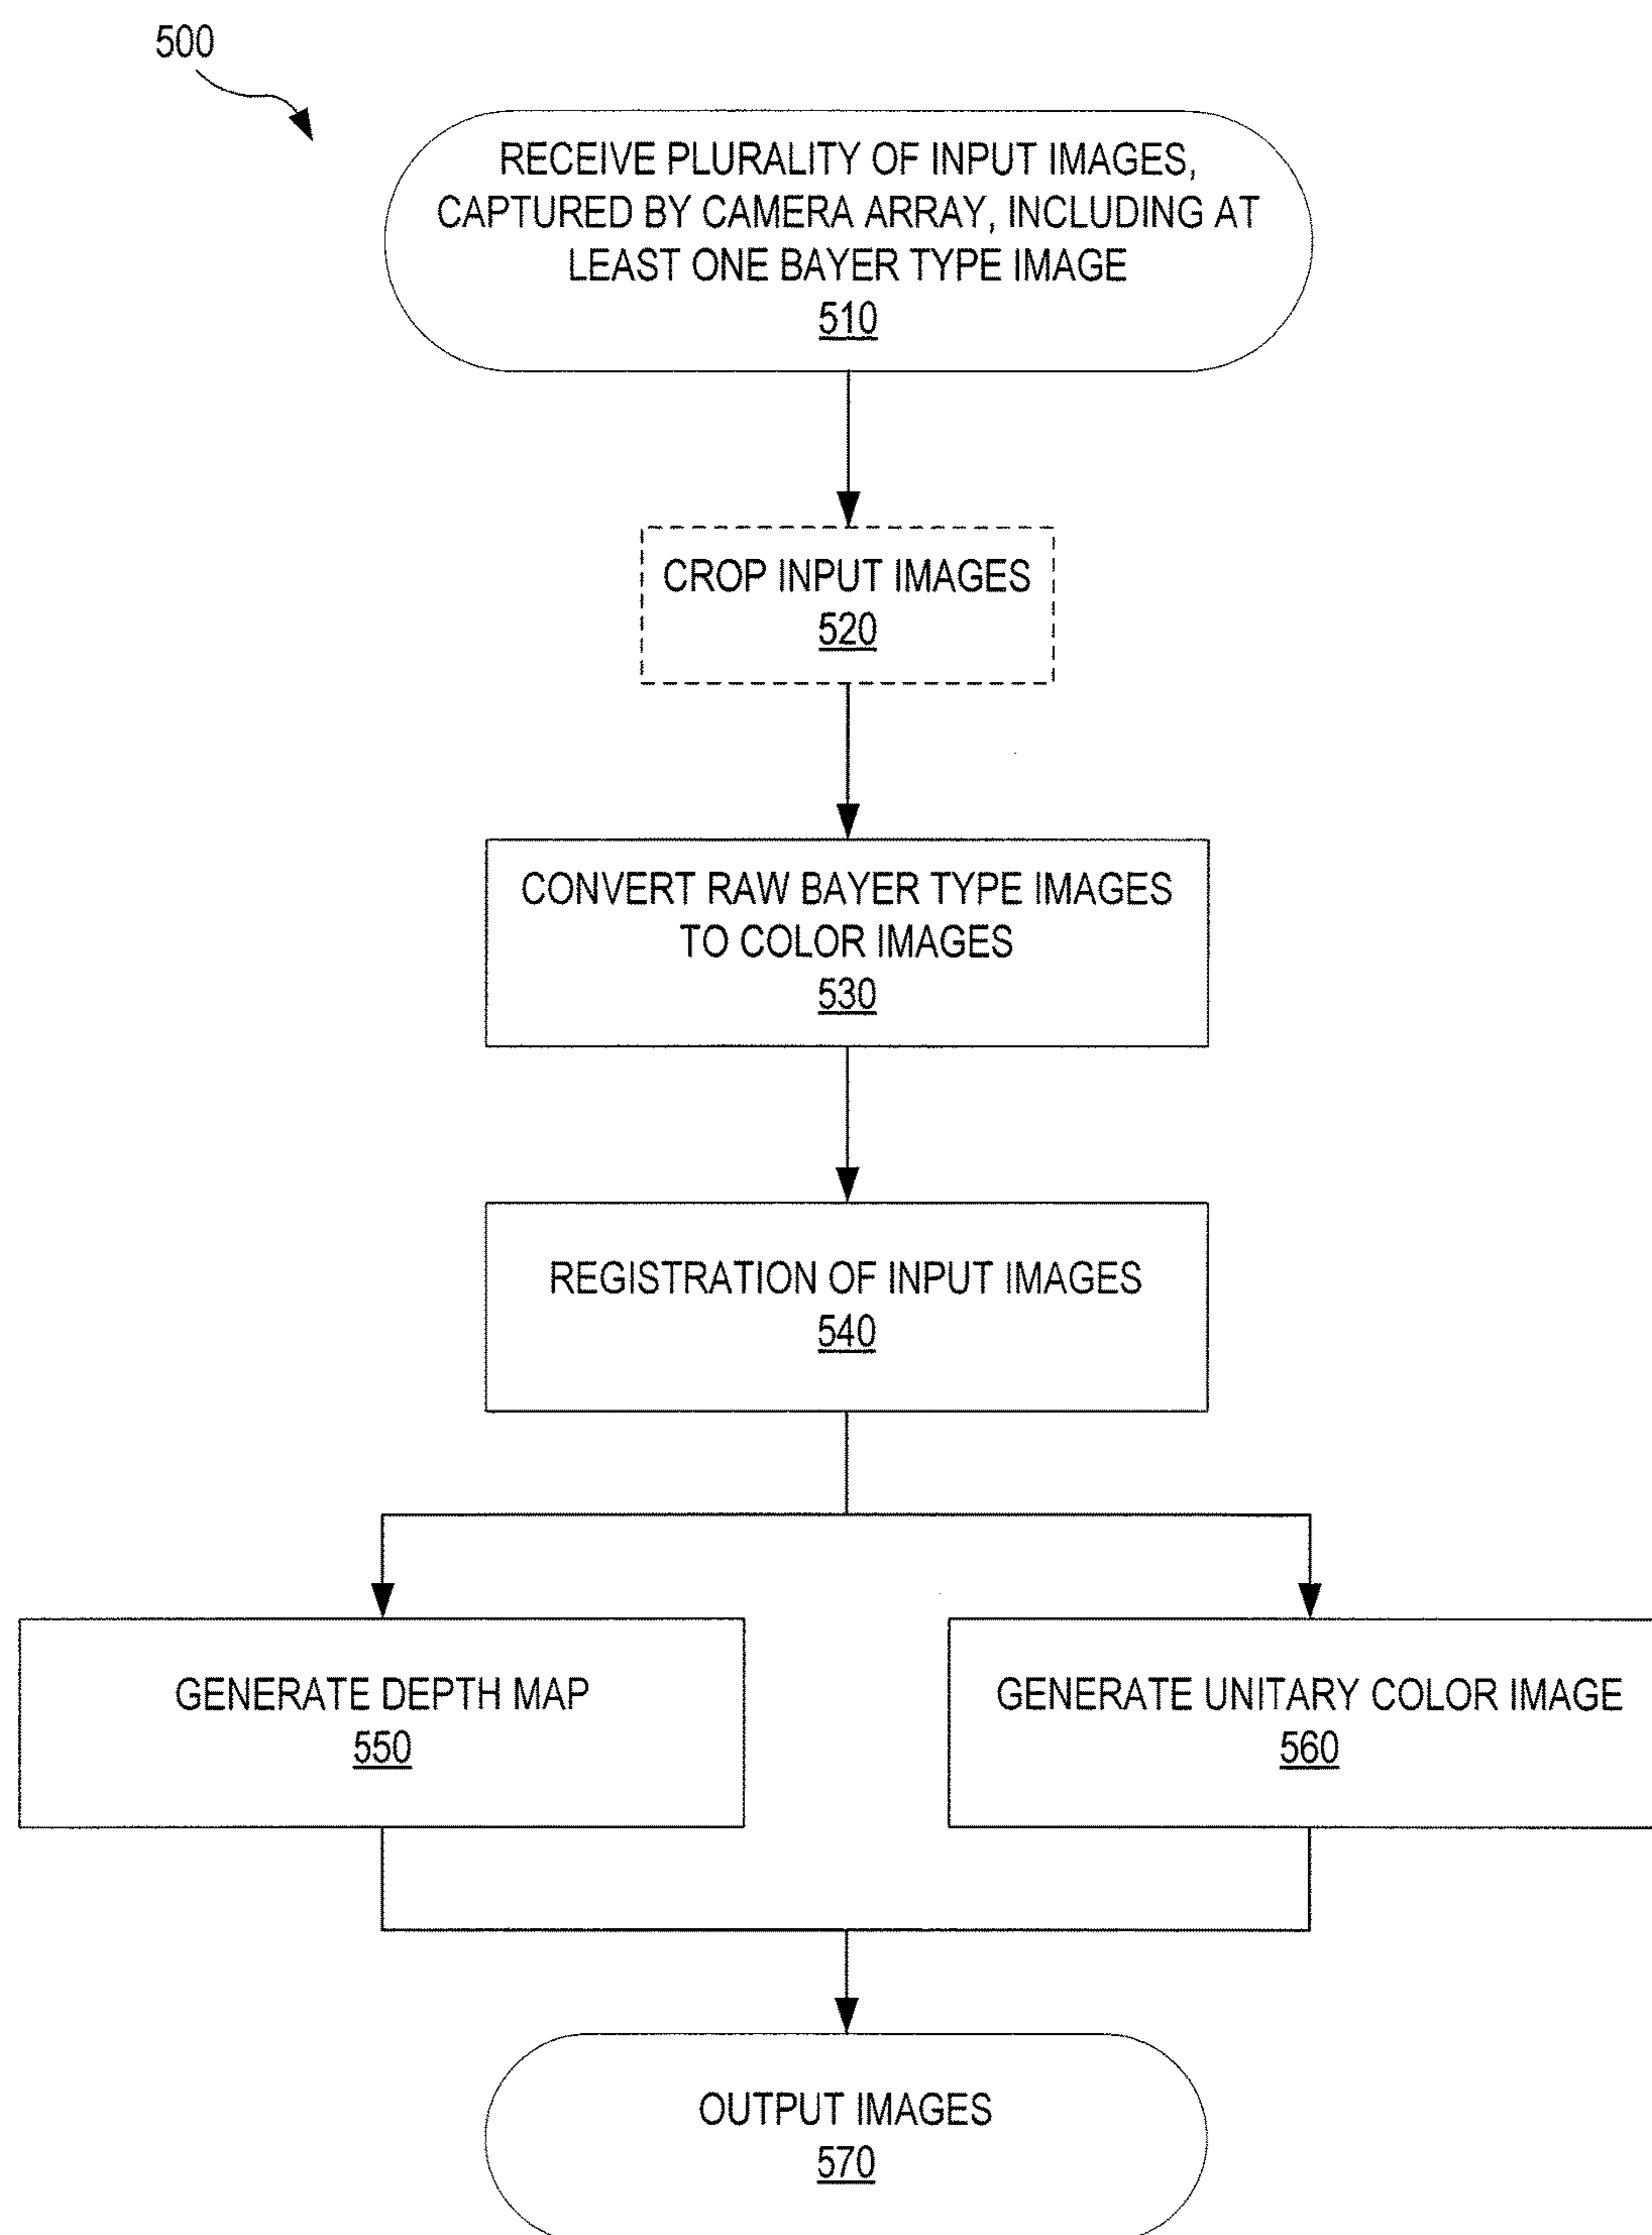 500
RECEIVE PLURALITY OF INPUT IMAGES,
CAPTURED BY CAMERA ARRAY, INCLUDING AT
LEAST ONE BAYER TYPE IMAGE
510
CROP INPUT IMAGES
520
CONVERT RAW BAYER TYPE IMAGES
TO COLOR IMAGES
530
REGISTRATION OF INPUT IMAGES
540
GENERATE DEPTH MAP
550
GENERATE UNITARY COLOR IMAGE
560
OUTPUT IMAGES
570